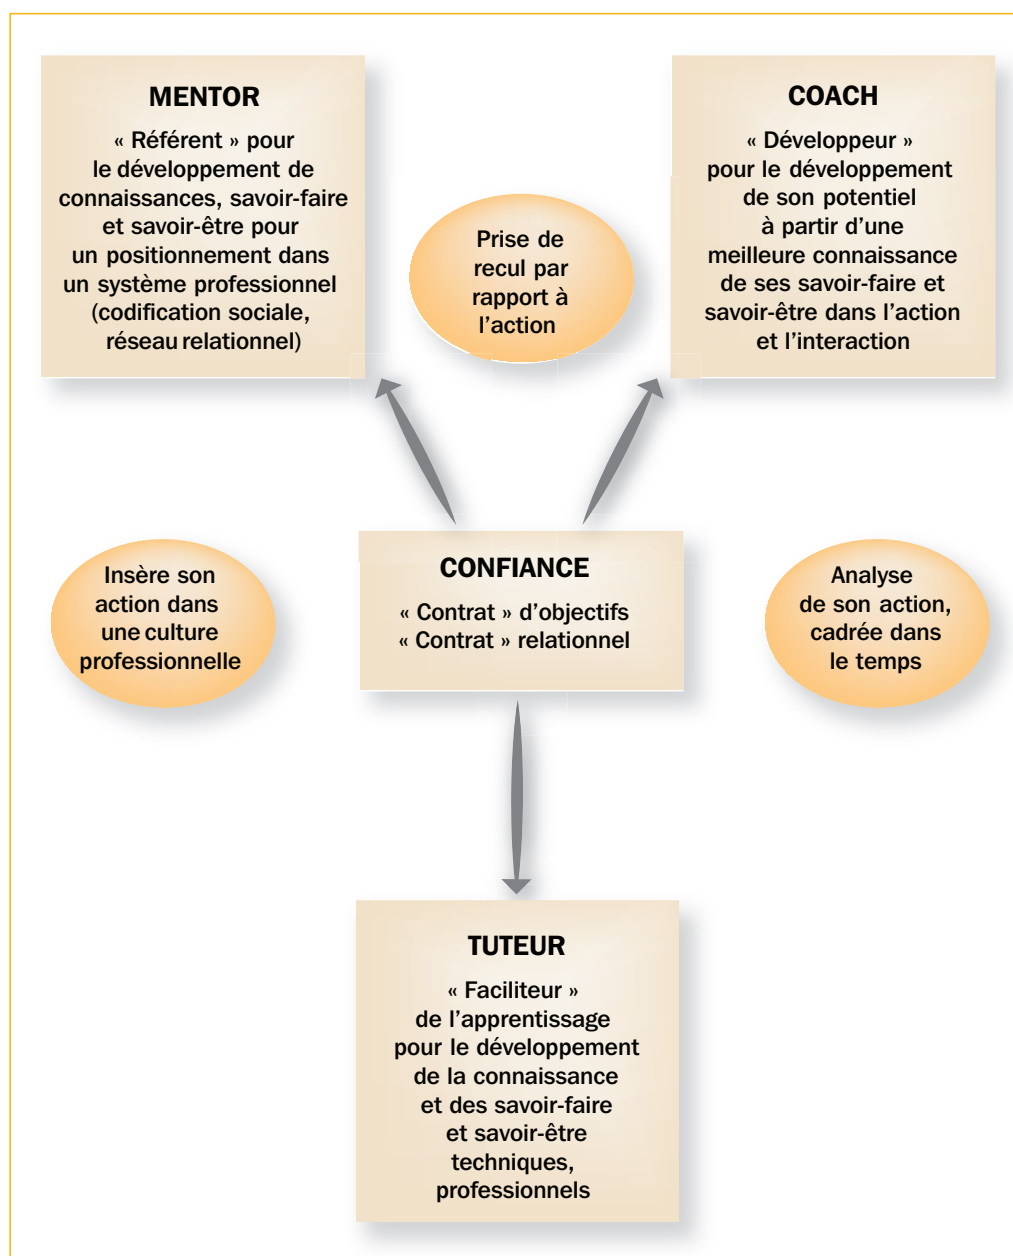 MENTOR
« Référent » pour
le développement de
connaissances, savoir-faire
et savoir-être pour
un positionnement dans
un système professionnel
(codification sociale,
réseau relationnel)
Prise de
recul par
rapport à
l’action
COACH
« Développeur »
pour le développement
de son potentiel
à partir d’une
meilleure connaissance
de ses savoir-faire et
savoir-être dans l’action
et l’interaction
Insère son
action dans
une culture
professionnelle
CONFIANCE
« Contrat » d’objectifs
« Contrat » relationnel
Analyse
de son action,
cadrée dans
le temps
TUTEUR
« Faciliteur »
de l’apprentissage
pour le développement
de la connaissance
et des savoir-faire
et savoir-être
techniques,
professionnels